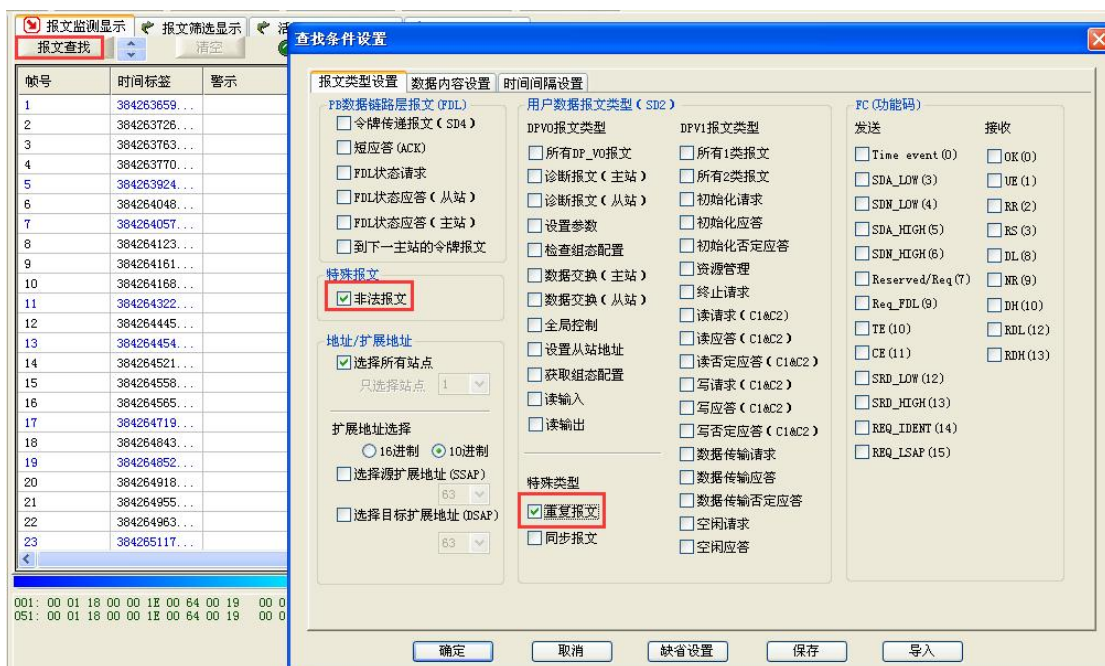 报文监测显示 报文筛选显示
报文查找 清空
帧号 时间标签 警示
1 384263659...
2 384263726...
3 384263763...
4 384263770...
5 384263924...
6 384264048...
7 384264057...
8 384264123...
9 384264161...
10 384264168...
11 384264322...
12 384264445...
13 384264454...
14 384264521...
15 384264558...
16 384264565...
17 384264719...
18 384264843...
19 384264852...
20 384264918...
21 384264955...
22 384264963...
23 384265117...
001: 00 01 18 00 00 1E 00 64 00 19 00 0
051: 00 01 18 00 00 1E 00 64 00 19 00 0
查找条件设置
报文类型设置 数据内容设置 时间间隔设置
PB数据链路层报文(FDL)
令牌传递报文(SD4)
短应答(ACK)
FDL状态请求
FDL状态应答(从站)
FDL状态应答(主站)
到下一主站的令牌报文
特殊报文
非法报文
地址/扩展地址
选择所有站点
只选择站点 1
扩展地址选择
16进制 10进制
选择源扩展地址(SSAP)
63
选择目标扩展地址(DSAP)
63
用户数据报文类型(SD2)
DPV0报文类型
所有DP_V0报文
诊断报文(主站)
诊断报文(从站)
设置参数
检查组态配置
数据交换(主站)
数据交换(从站)
全局控制
设置从站地址
获取组态配置
读输入
读输出
特殊类型
重复报文
同步报文
DPV1报文类型
所有1类报文
所有2类报文
初始化请求
初始化应答
初始化否定应答
资源管理
终止请求
读请求(C1&C2)
读应答(C1&C2)
读否定应答(C1&C2)
写请求(C1&C2)
写应答(C1&C2)
写否定应答(C1&C2)
数据传输请求
数据传输应答
数据传输否定应答
空闲请求
空闲应答
FC(功能码)
发送
Time event(0)
SDA_LOW(3)
SDN_LOW(4)
SDA_HIGH(5)
SDN_HIGH(6)
Reserved/Req(7)
Req_FDL(9)
TE(10)
CE(11)
SRD_LOW(12)
SRD_HIGH(13)
REQ_IDENT(14)
REQ_LSAP(15)
接收
OK(0)
UE(1)
RR(2)
RS(3)
DL(8)
NR(9)
DH(10)
RDL(12)
RDH(13)
确定 取消 缺省设置 保存 导入